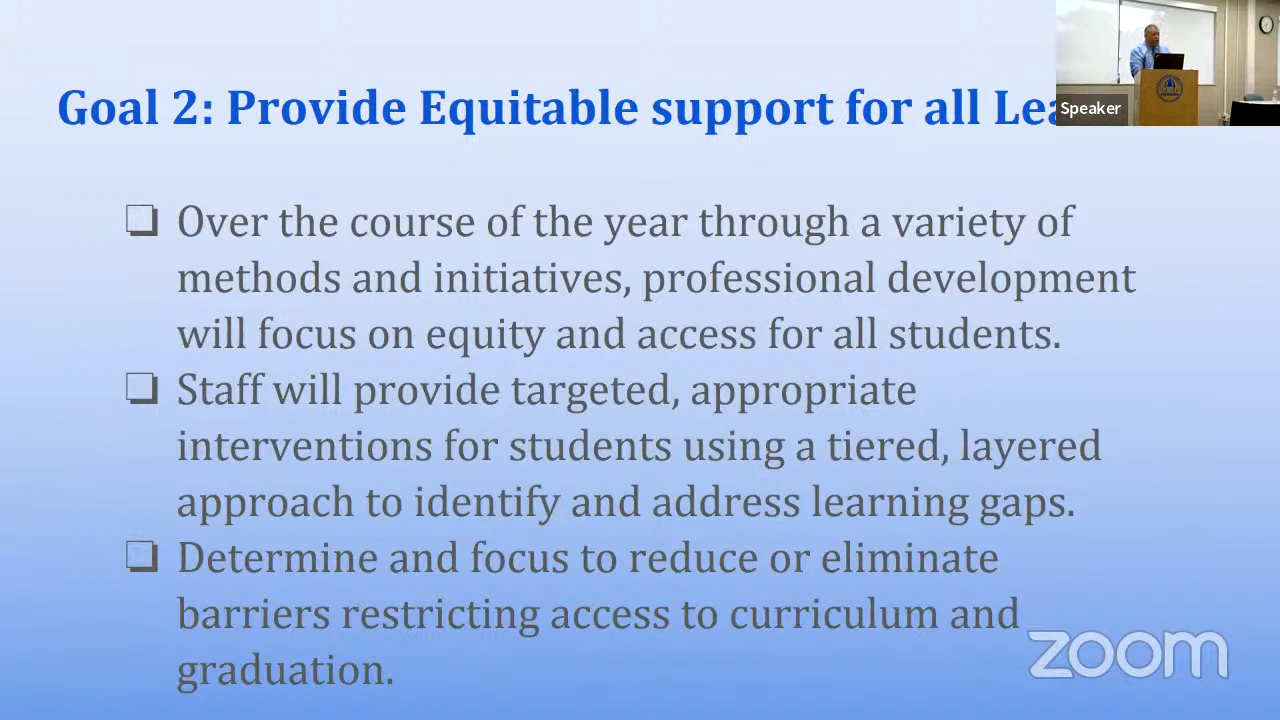 Goal 2: Provide Equitable support for all
Speaker
❏ Over the course of the year through a variety of
methods and initiatives, professional development
will focus on equity and access for all students.
❏ Staff will provide targeted, appropriate
interventions for students using a tiered, layered
approach to identify and address learning gaps.
❏ Determine and focus to reduce or eliminate
barriers restricting access to curriculum and
graduation.
zoom